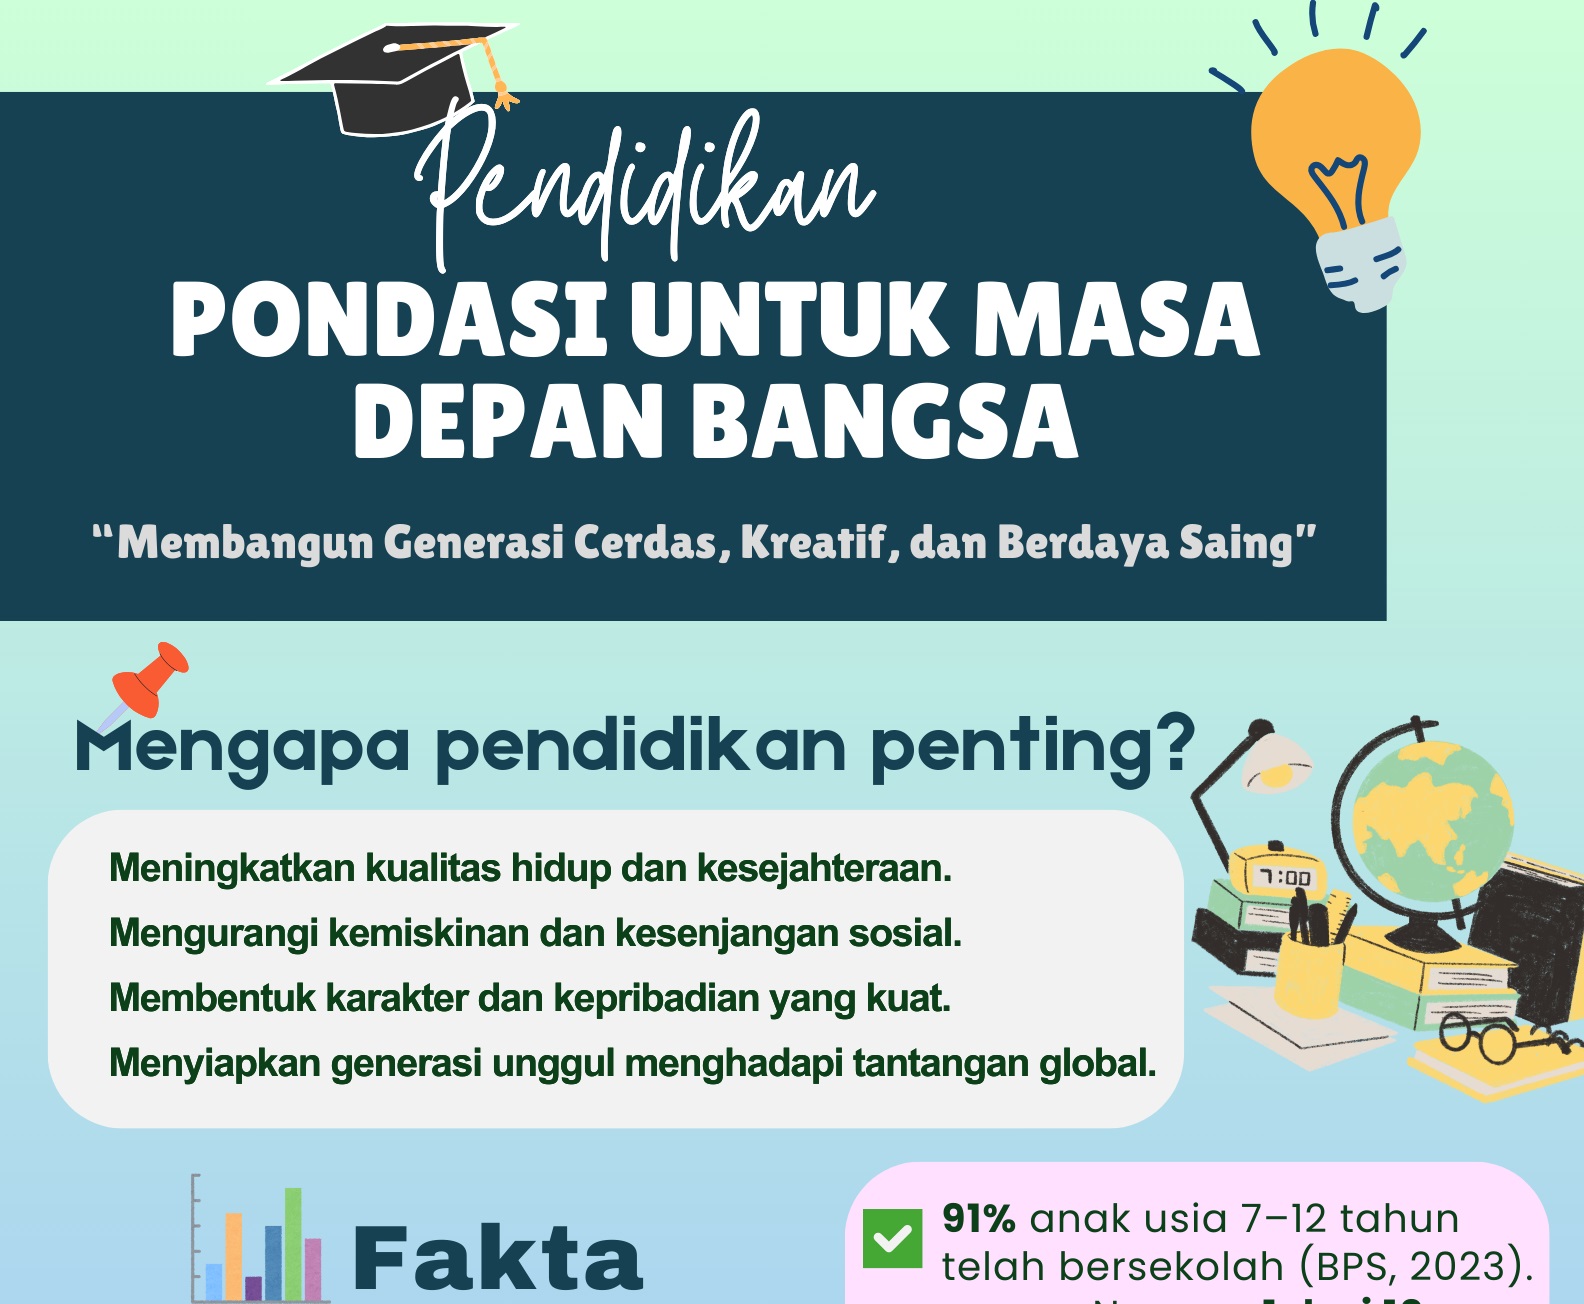 Pendidikan
PONDASI UNTUK MASA
DEPAN BANGSA
“Membangun Generasi Cerdas, Kreatif, dan Berdaya Saing”
Mengapa pendidikan penting?
7:00
Meningkatkan kualitas hidup dan kesejahteraan.
Mengurangi kemiskinan dan kesenjangan sosial.
Membentuk karakter dan kepribadian yang kuat.
Menyiapkan generasi unggul menghadapi tantangan global.
Fakta
91% anak usia 7–12 tahun
telah bersekolah (BPS, 2023).